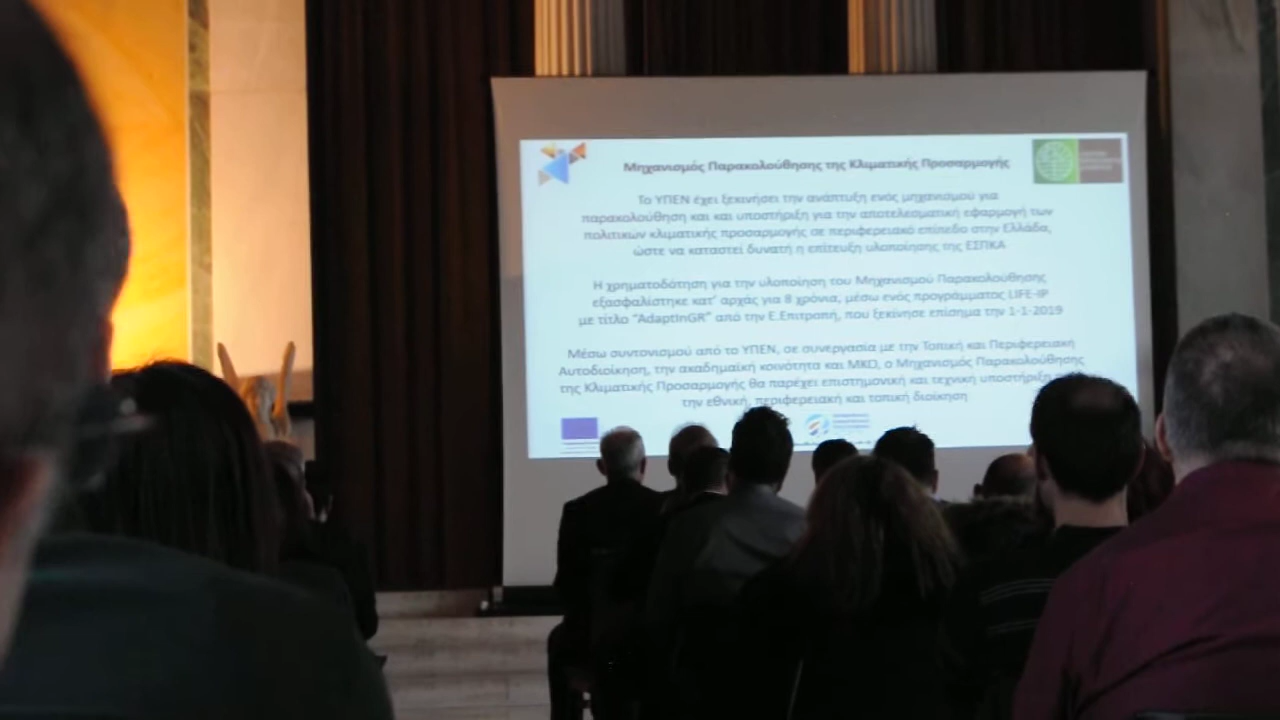 Μηχανισμός Παρακολούθησης της Κλιματικής Προσαρμογής
Το ΥΠΕΝ έχει ξεκινήσει την ανάπτυξη ενός μηχανισμού για
παρακολούθηση και και υποστήριξη για την αποτελεσματική εφαρμογή των
πολιτικών κλιματικής προσαρμογής σε περιφερειακό επίπεδο στην Ελλάδα,
ώστε να καταστεί δυνατή η επίτευξη υλοποίησης της ΕΣΠΚΑ
Η χρηματοδότηση για την υλοποίηση του Μηχανισμού Παρακολούθησης
εξασφαλίστηκε κατ' αρχάς για 8 χρόνια, μέσω ενός προγράμματος LIFE-IP
με τίτλο "AdaptInGR" από την Ε.Επιτροπή, που ξεκίνησε επίσημα την 1-1-2019
Μέσω συντονισμού από το ΥΠΕΝ, σε συνεργασία με την Τοπική και Περιφερειακή
Αυτοδιοίκηση, την ακαδημαϊκή κοινότητα και ΜΚΟ, ο Μηχανισμός Παρακολούθησης
της Κλιματικής Προσαρμογής θα παρέχει επιστημονική και τεχνική υποστήριξη
την εθνική, περιφερειακή και τοπική διοίκηση